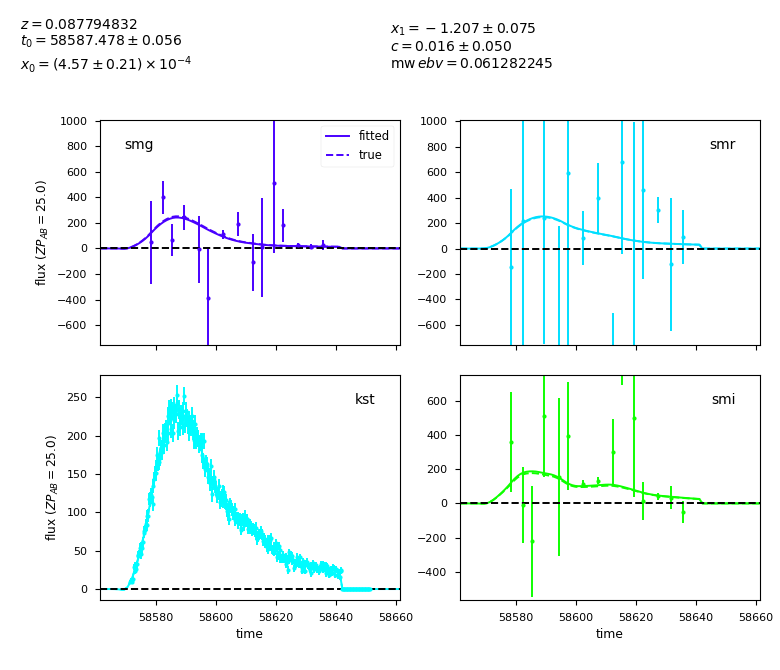 z = 0.087794832
t0 = 58587.478 ± 0.056
x0 = (4.57 ± 0.21) × 10^−4
x1 = −1.207 ± 0.075
c = 0.016 ± 0.050
mw ebv = 0.061282245
1000
800
600
400
200
0
−200
−400
−600
flux (ZP_AB = 25.0)
smg
fitted
true
1000
800
600
400
200
0
−200
−400
−600
smr
250
200
150
100
50
0
flux (ZP_AB = 25.0)
kst
58580 58600 58620 58640 58660
time
600
400
200
0
−200
−400
smi
58580 58600 58620 58640 58660
time